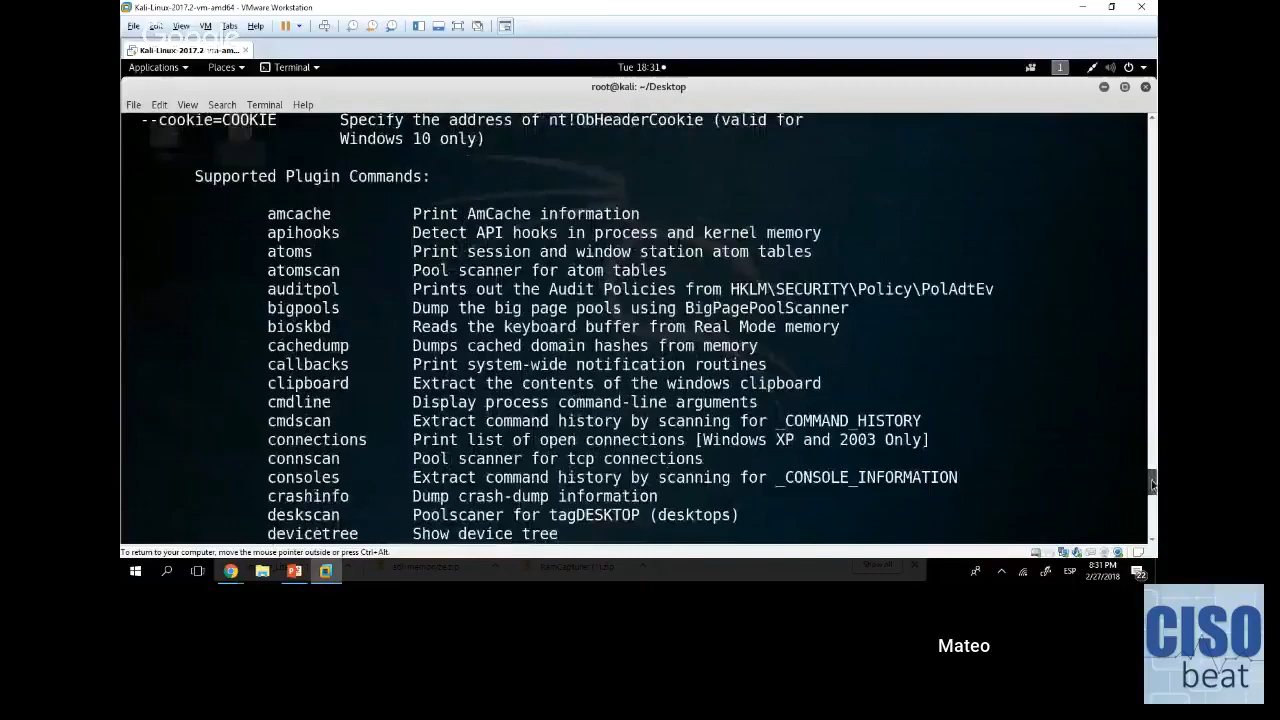 Kali-Linux-2017.2-vm-amd64 - VMware Workstation
File Edit View VM Tabs Help
Google
Kali-Linux-2017.2-vm-am...
Applications Places Terminal Tue 18:31 1
root@kali: ~/Desktop
File Edit View Search Terminal Help
--cookie=COOKIE Specify the address of nt!ObHeaderCookie (valid for
Windows 10 only)
Supported Plugin Commands:
amcache Print AmCache information
apihooks Detect API hooks in process and kernel memory
atoms Print session and window station atom tables
atomscan Pool scanner for atom tables
auditpol Prints out the Audit Policies from HKLM\SECURITY\Policy\PolAdtEv
bigpools Dump the big page pools using BigPagePoolScanner
bioskbd Reads the keyboard buffer from Real Mode memory
cachedump Dumps cached domain hashes from memory
callbacks Print system-wide notification routines
clipboard Extract the contents of the windows clipboard
cmdline Display process command-line arguments
cmdscan Extract command history by scanning for _COMMAND_HISTORY
connections Print list of open connections [Windows XP and 2003 Only]
connscan Pool scanner for tcp connections
consoles Extract command history by scanning for _CONSOLE_INFORMATION
crashinfo Dump crash-dump information
deskscan Poolscaner for tagDESKTOP (desktops)
devicetree Show device tree
To return to your computer, move the mouse pointer outside or press Ctrl+Alt.
Show all
ESP
8:31 PM
2/27/2018
22
Mateo
CISO
beat